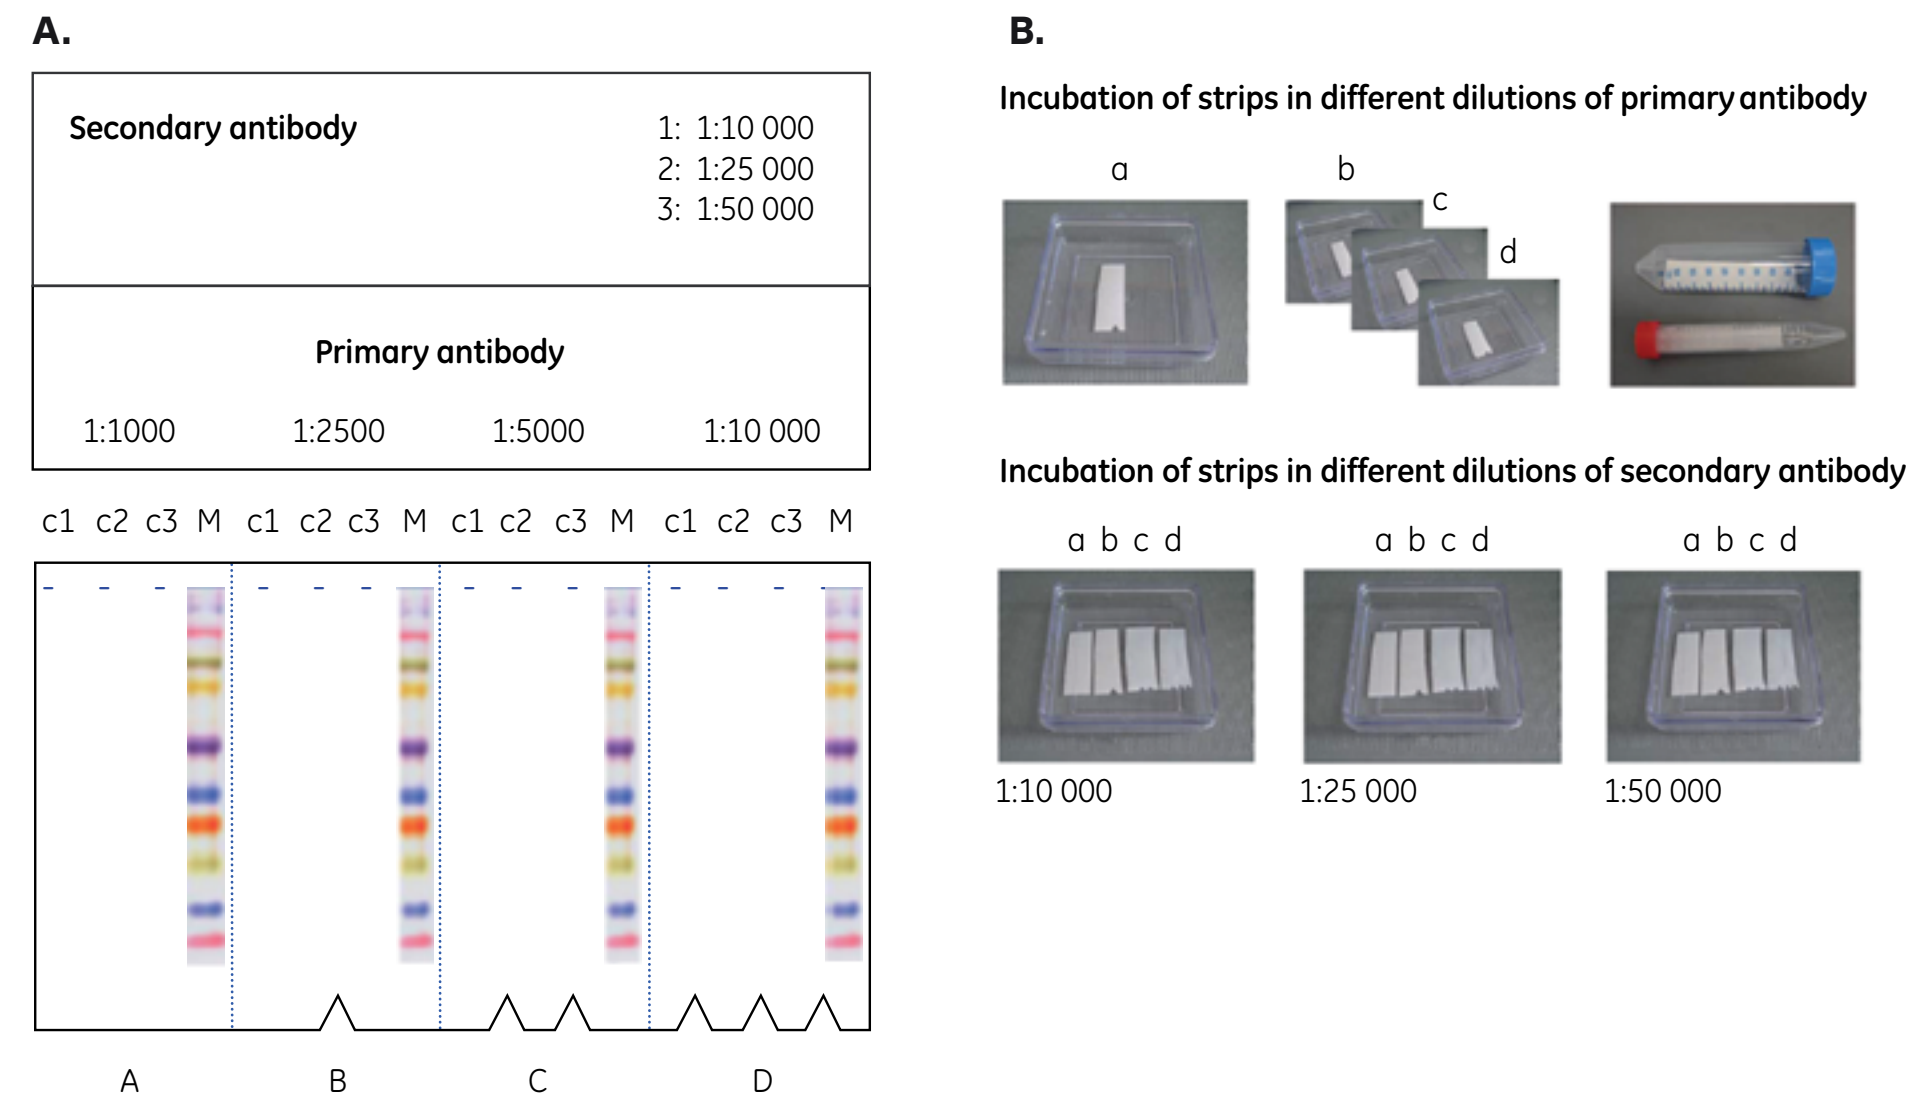 A.
Secondary antibody
1: 1:10 000
2: 1:25 000
3: 1:50 000
Primary antibody
1:1000 1:2500 1:5000 1:10 000
c1 c2 c3 M c1 c2 c3 M c1 c2 c3 M c1 c2 c3 M
A B C D
B.
Incubation of strips in different dilutions of primary antibody
a
b
c
d
Incubation of strips in different dilutions of secondary antibody
a b c d a b c d a b c d
1:10 000 1:25 000 1:50 000